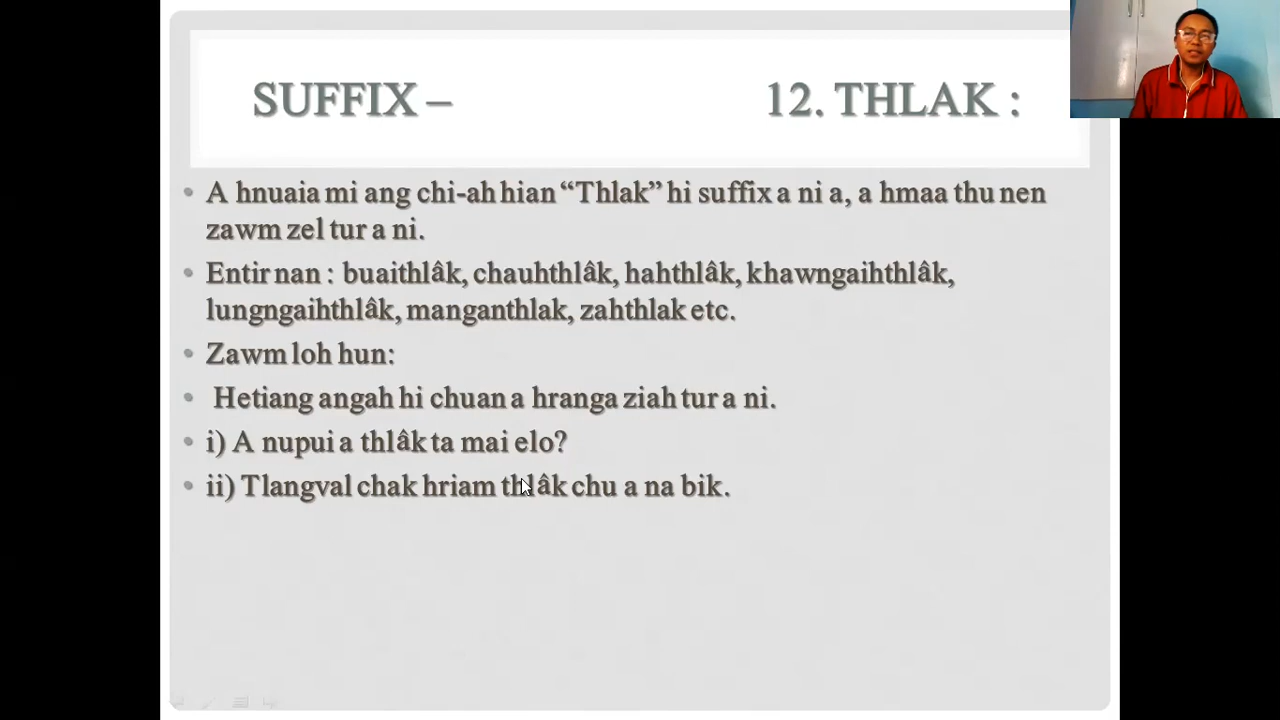 SUFFIX – 12. THLAK :
• A hnuaia mi ang chi-ah hian “Thlak” hi suffix a ni a, a hmaa thu nen
zawm zel tur a ni.
• Entir nan : buaithlâk, chauhthlâk, hahthlâk, khawngaihthlâk,
lungngaihthlâk, manganthlak, zahthlak etc.
• Zawm loh hun:
• Hetiang angah hi chuan a hranga ziah tur a ni.
• i) A nupui a thlâk ta mai elo?
• ii) Tlangval chak hriam thlâk chu a na bik.